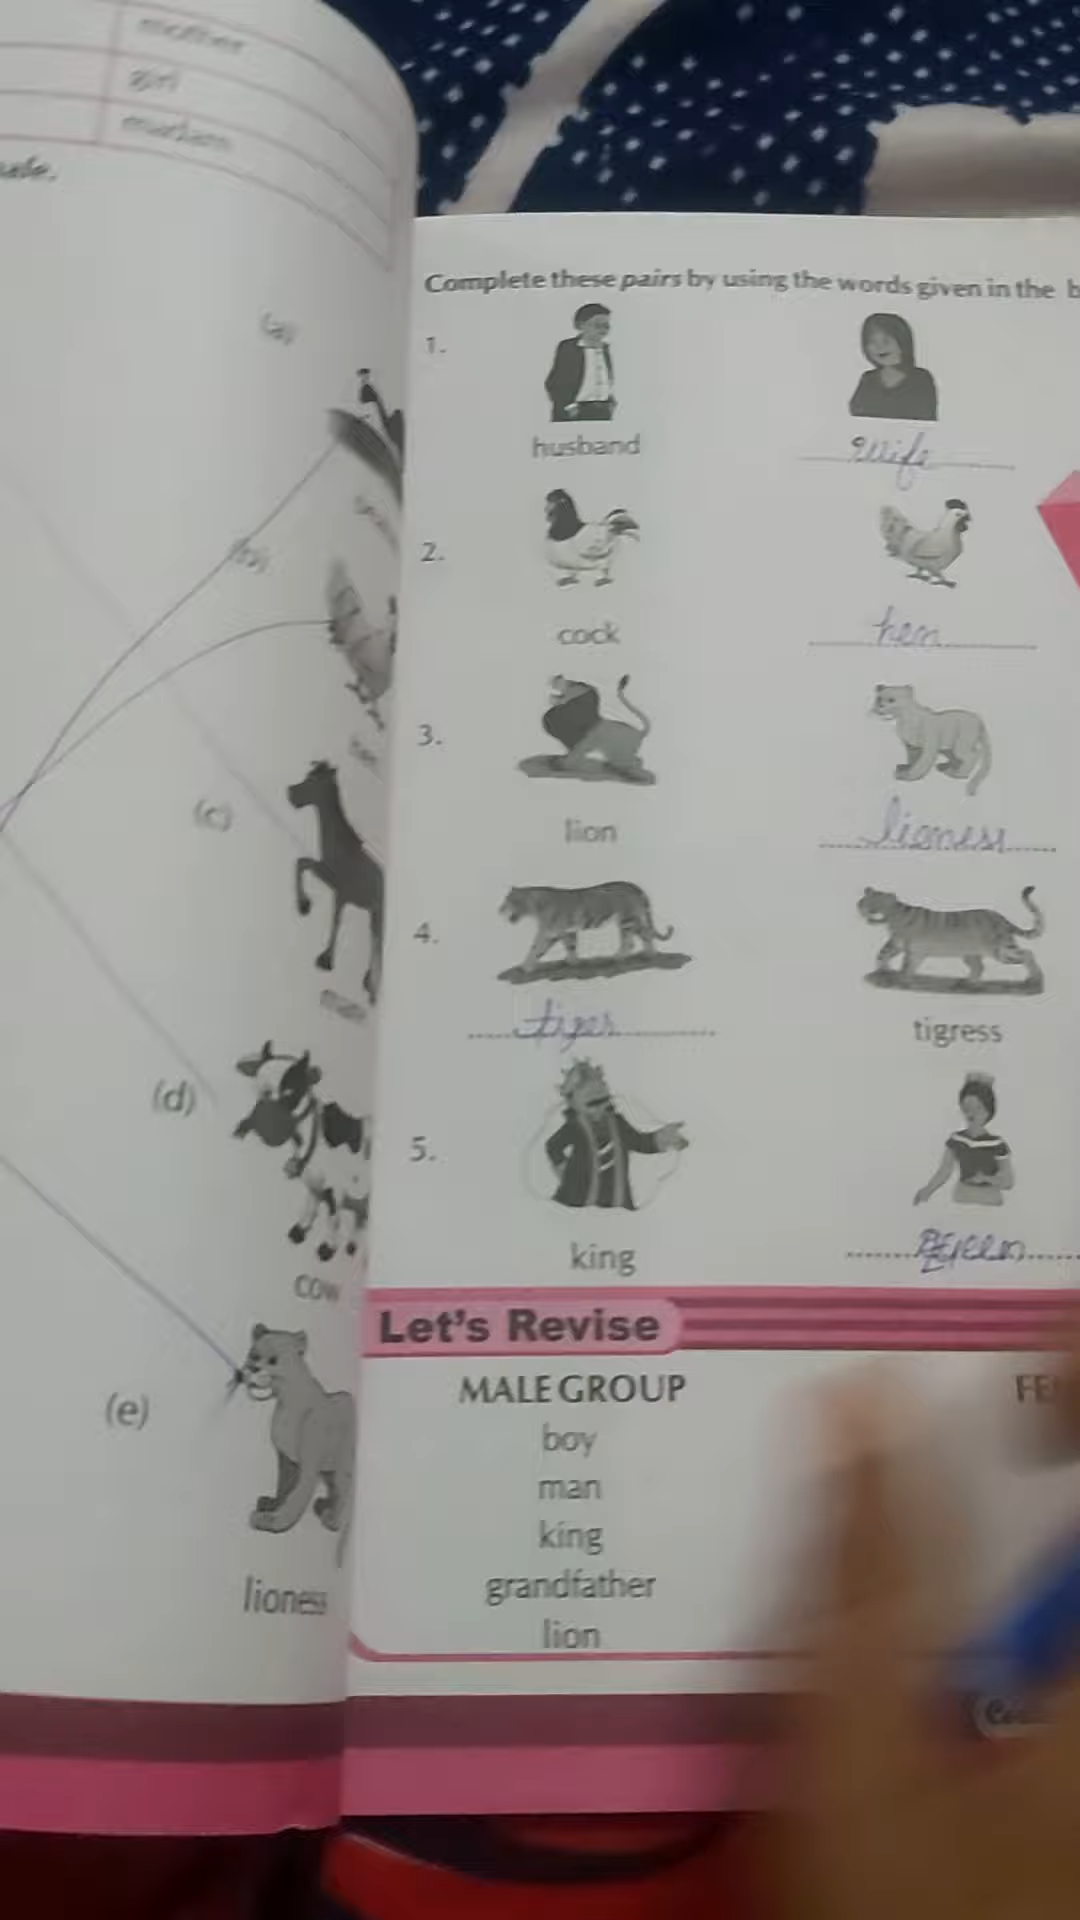 mother
girl
madam
(a)
(b)
(c)
(d)
cow
(e)
lioness
Complete these pairs by using the words given in the
1.
husband wife
2.
cock hen
3.
lion lioness
4.
tiger tigress
5.
king
Let's Revise
MALE GROUP
boy
man
king
grandfather
lion